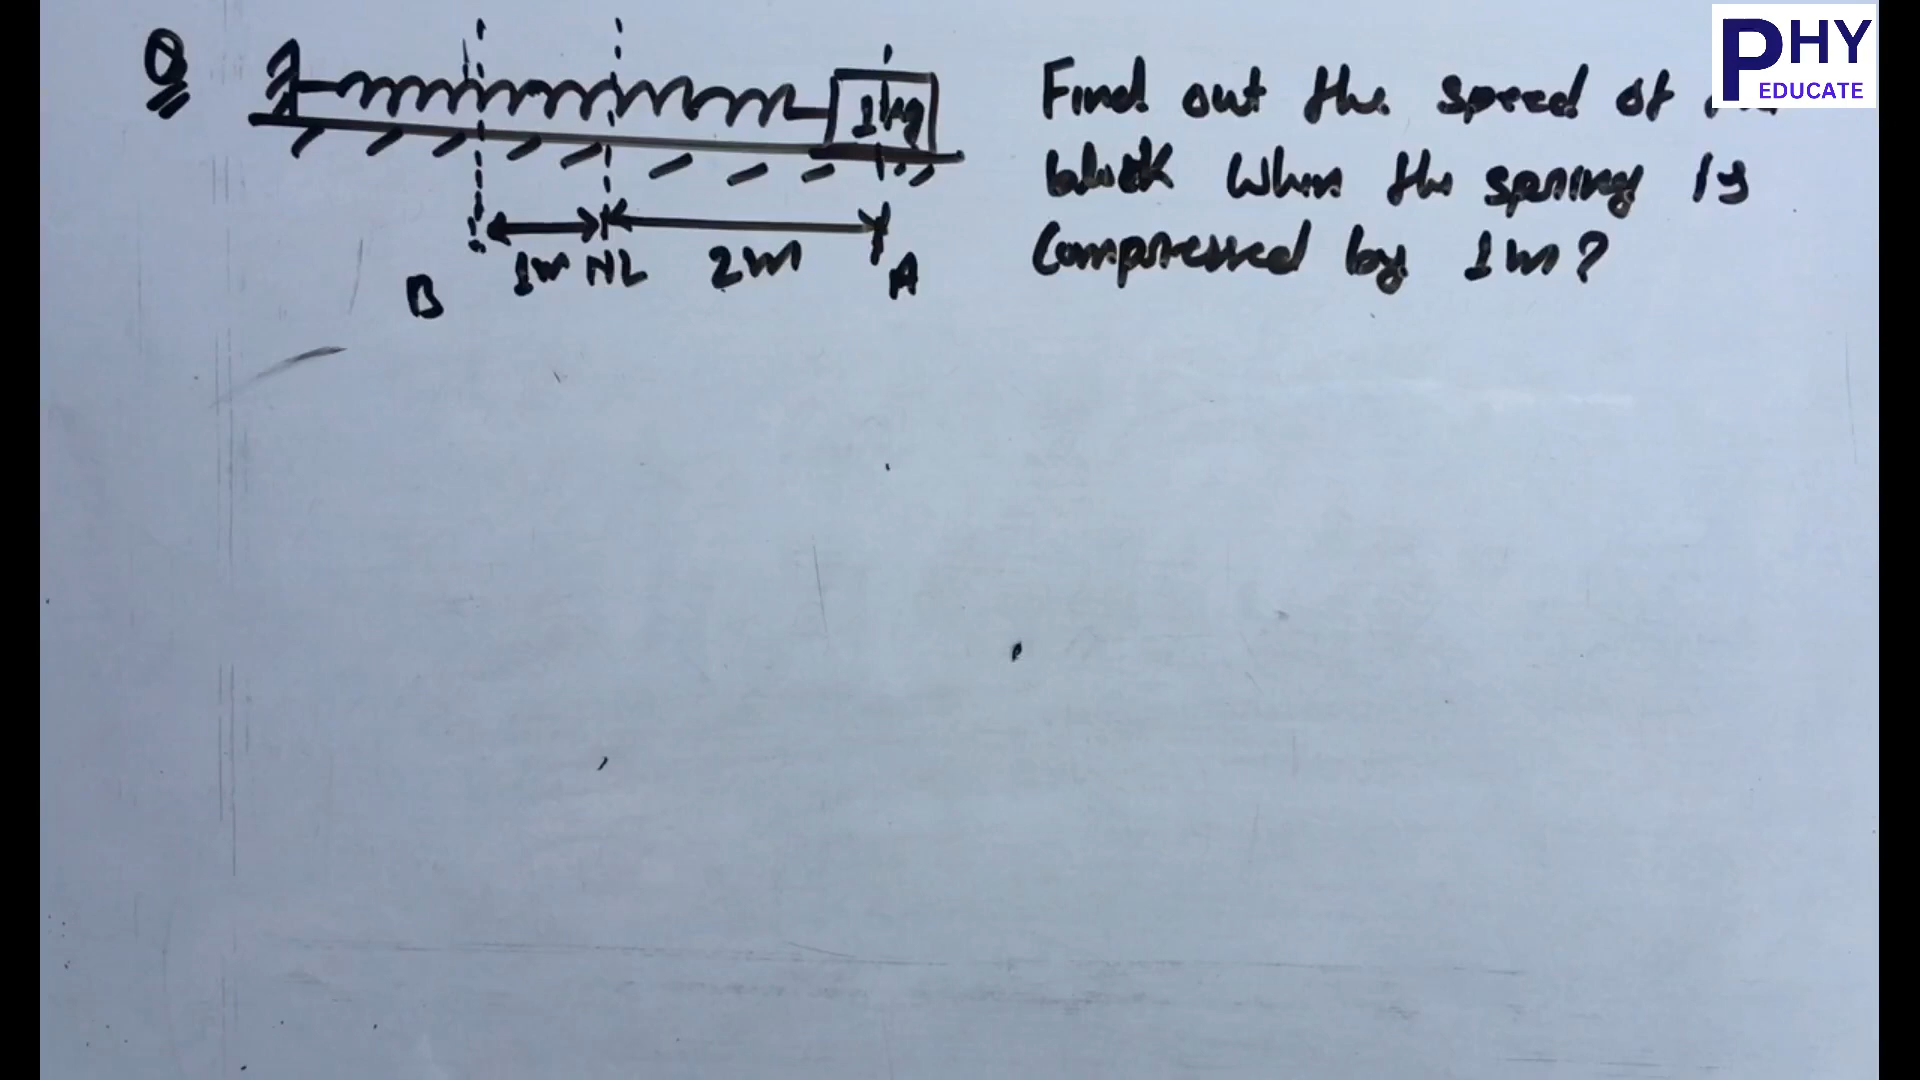 Q
1kg
1m NL 2m
B A
Find out the speed of
block when the spring is
compressed by 1m?
PHY
EDUCATE